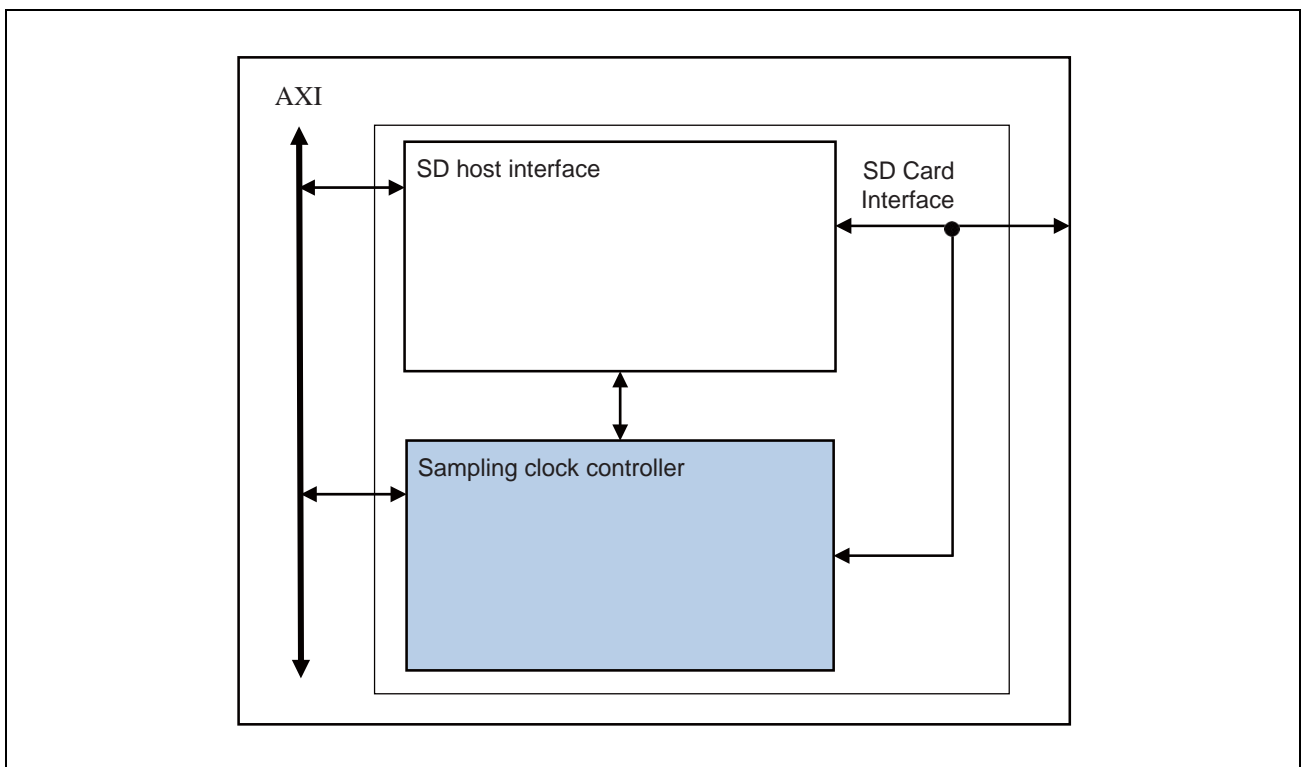 AXI
SD host interface
SD Card
Interface
Sampling clock controller